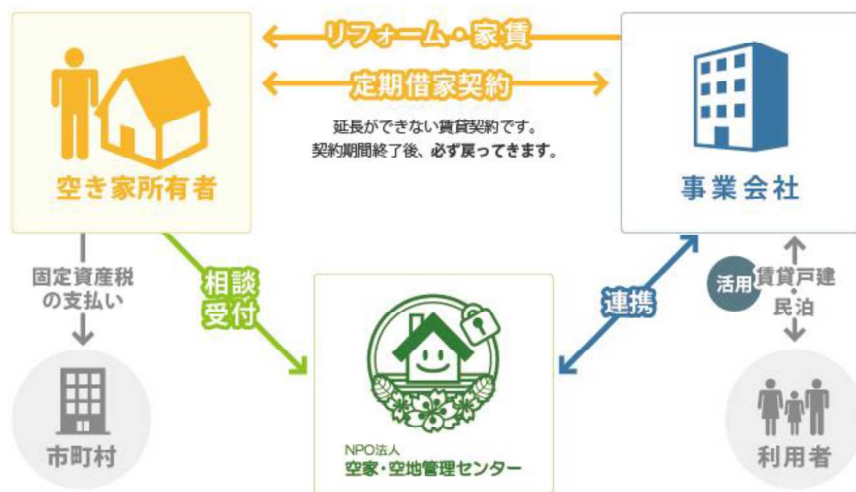 リフォーム・家賃
定期借家契約
延長ができない賃貸契約です。
契約期間終了後、必ず戻ってきます。
空き家所有者
事業会社
固定資産税
の支払い
相談
受付
連携
活用
賃貸戸建
・
民泊
市町村
NPO法人
空家・空地管理センター
利用者